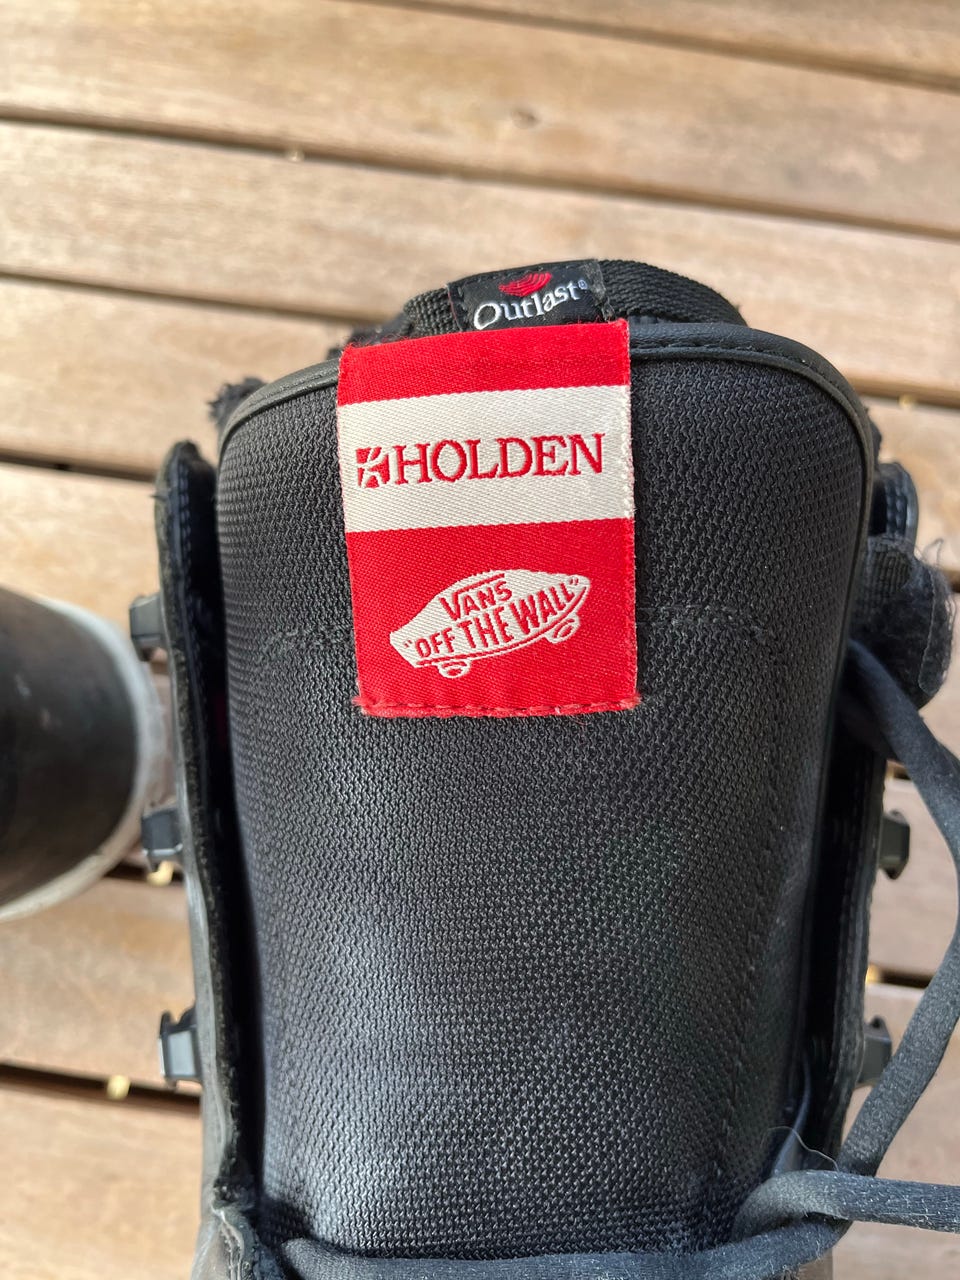 Outlast®
HOLDEN
VANS
"OFF THE WALL"